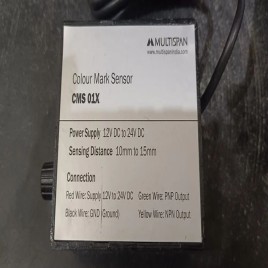 MULTISPAN
www.multispanindia.com
Colour Mark Sensor
CMS 01X
Power Supply 12V DC to 24V DC
Sensing Distance 10mm to 15mm
Connection
Red Wire: Supply 12V to 24V DC Green Wire: PNP Output
Black Wire: GND (Ground) Yellow Wire: NPN Output